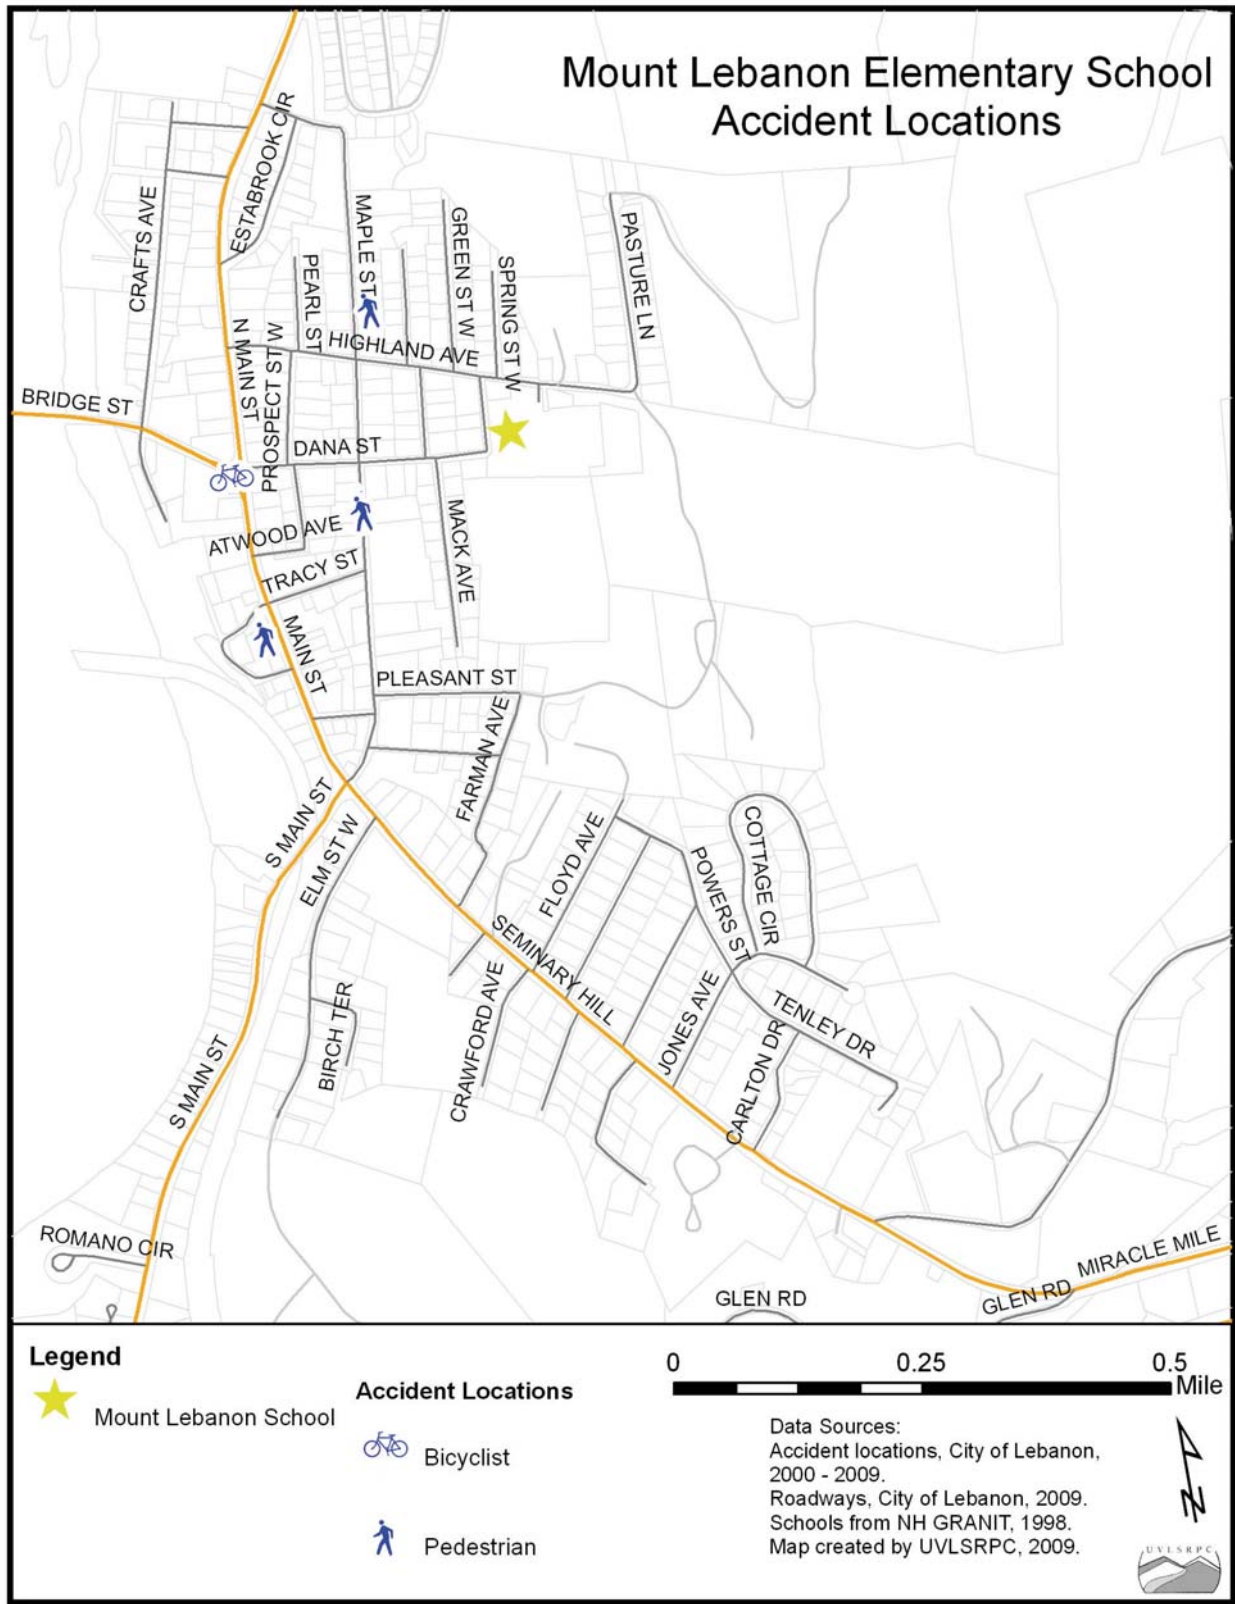 Mount Lebanon Elementary School
Accident Locations
ESTABROOK CIR
CRAFTS AVE
MAPLE ST
GREEN ST W
PASTURE LN
PEARL ST
SPRING ST W
N MAIN ST
PROSPECT ST W
HIGHLAND AVE
BRIDGE ST
DANA ST
MACK AVE
ATWOOD AVE
TRACY ST
MAIN ST
PLEASANT ST
FARMAN AVE
S MAIN ST
ELM ST W
FLOYD AVE
COTTAGE CIR
POWERS ST
SEMINARY HILL
CRAWFORD AVE
BIRCH TER
JONES AVE
TENLEY DR
CARLTON DR
S MAIN ST
ROMANO CIR
MIRACLE MILE
GLEN RD
GLEN RD
Legend
Mount Lebanon School
Accident Locations
Bicyclist
Pedestrian
0 0.25 0.5
Mile
Data Sources:
Accident locations, City of Lebanon,
2000 - 2009.
Roadways, City of Lebanon, 2009.
Schools from NH GRANIT, 1998.
Map created by UVLSRPC, 2009.
N
UVLSRPC